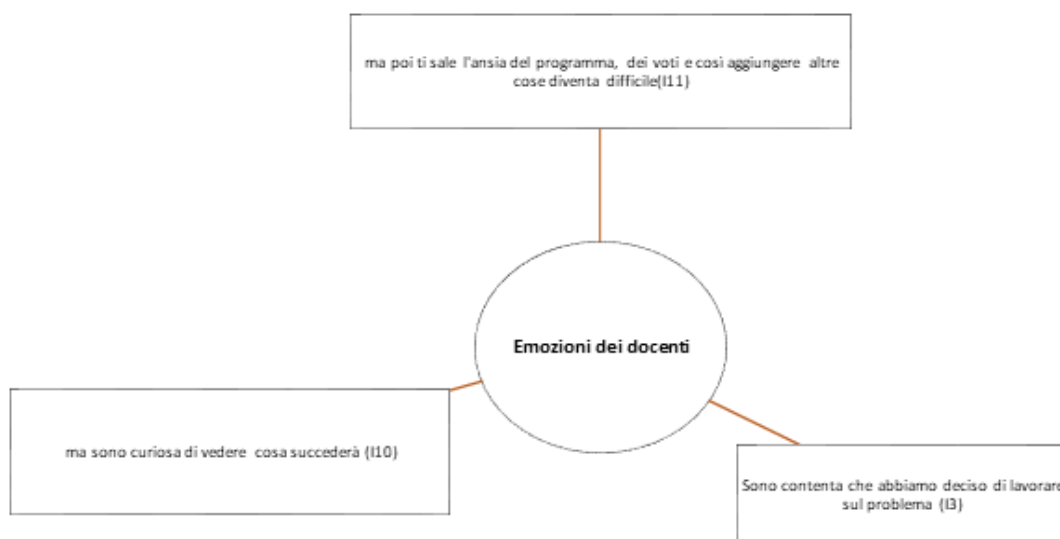 ma poi ti sale l'ansia del programma, dei voti e così aggiungere altre
cose diventa difficile(I11)
Emozioni dei docenti
ma sono curiosa di vedere cosa succederà (I10)
Sono contenta che abbiamo deciso di lavorare
sul problema (I3)